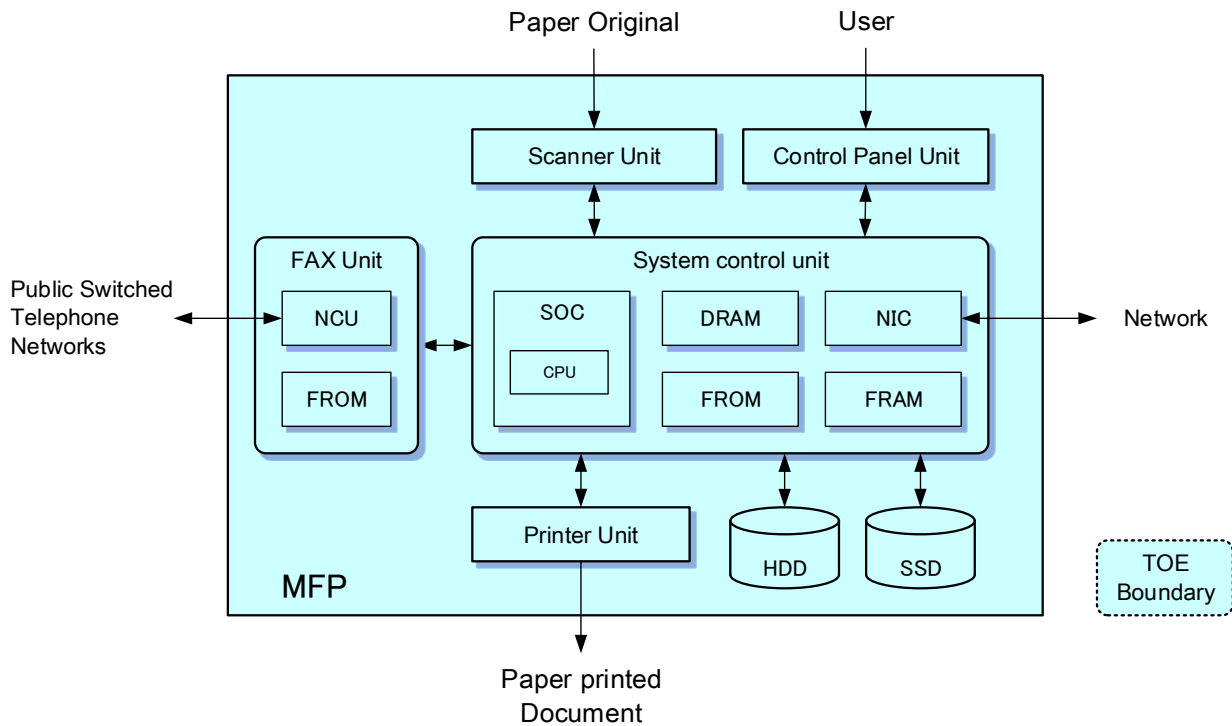 Paper Original
User
Scanner Unit
Control Panel Unit
FAX Unit
System control unit
Public Switched
Telephone
Networks
NCU
SOC
DRAM
NIC
Network
CPU
FROM
FROM
FRAM
Printer Unit
HDD
SSD
MFP
TOE
Boundary
Paper printed
Document